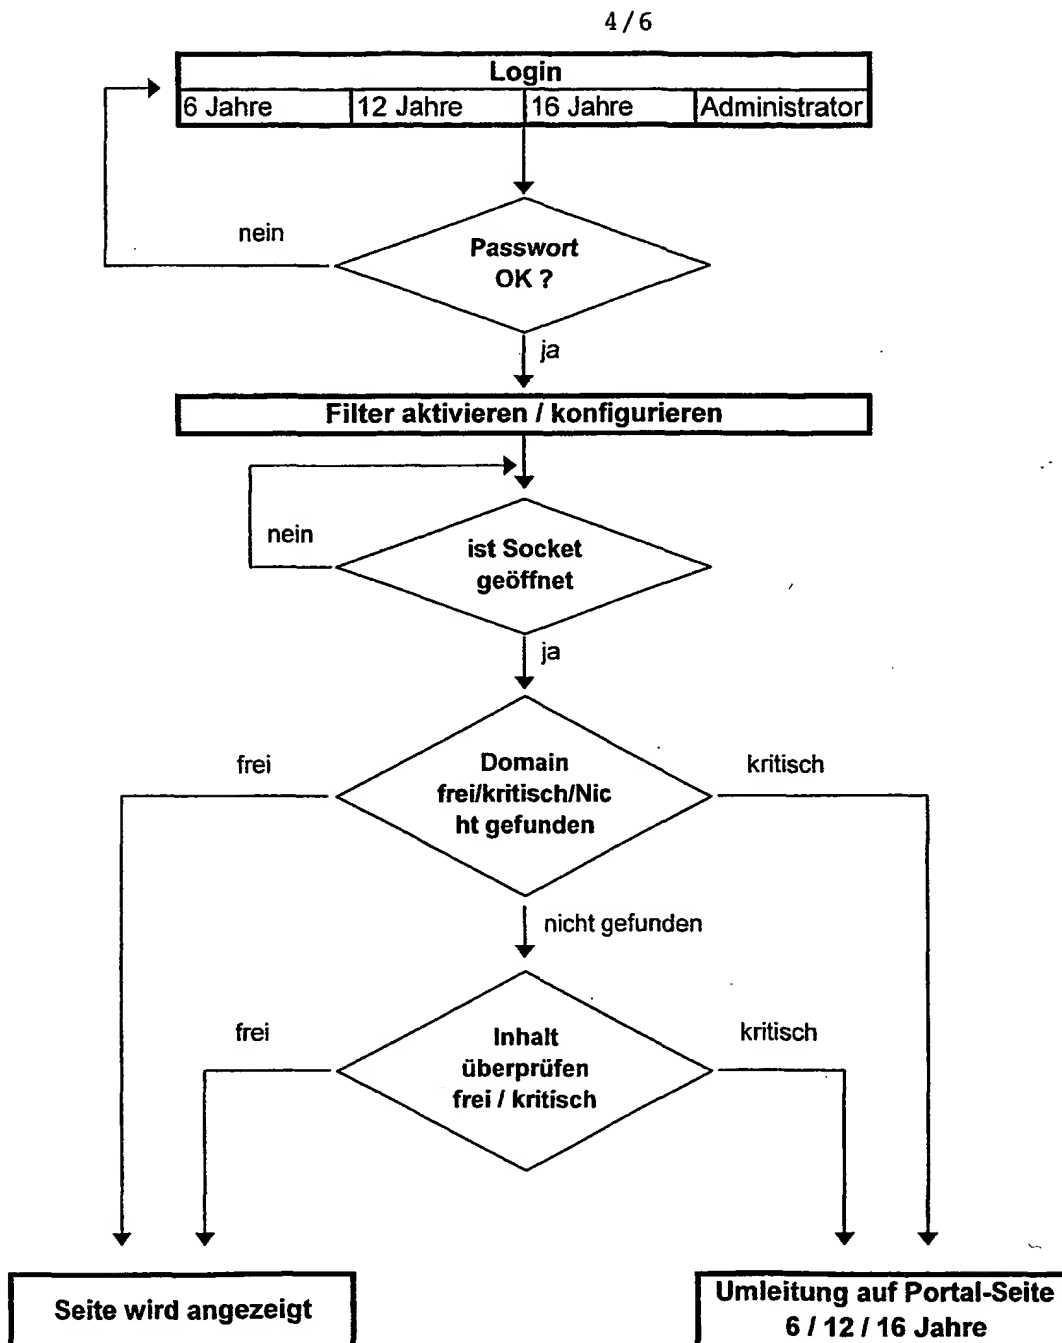 4/6
Login
6 Jahre 12 Jahre 16 Jahre Administrator
nein
Passwort
OK ?
ja
Filter aktivieren / konfigurieren
nein
ist Socket
geöffnet
ja
frei
Domain
frei/kritisch/Nic
ht gefunden
kritisch
nicht gefunden
frei
Inhalt
überprüfen
frei / kritisch
kritisch
Seite wird angezeigt
Umleitung auf Portal-Seite
6 / 12 / 16 Jahre